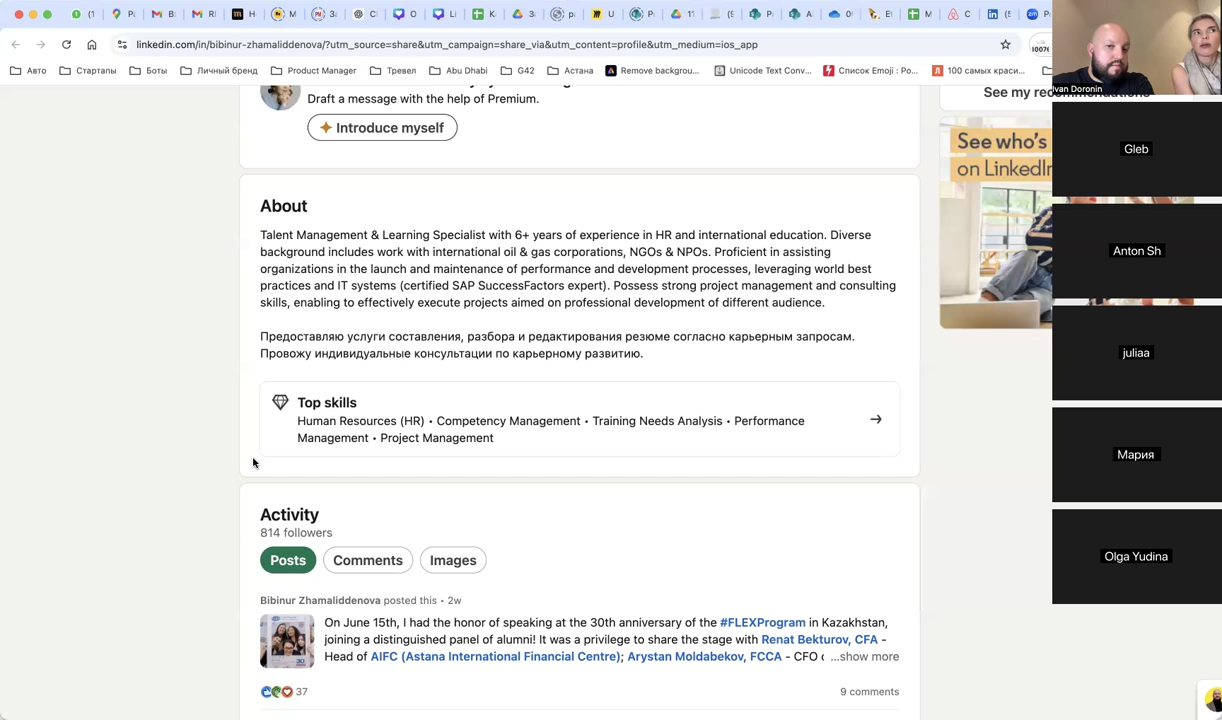 linkedin.com/in/bibinur-zhamaliddenova/?utm_source=share&utm_campaign=share_via&utm_content=profile&utm_medium=ios_app
Авто Стартапы Боты Личный бренд Product Manager Тревел Abu Dhabi G42 Астана Remove backgrou... Unicode Text Conv... Список Emoji : Po... 100 самых краси...
Ivan Doronin
See my recommendations
Draft a message with the help of Premium.
Introduce myself
See who's
on LinkedIn
Gleb
About
Talent Management & Learning Specialist with 6+ years of experience in HR and international education. Diverse
background includes work with international oil & gas corporations, NGOs & NPOs. Proficient in assisting
organizations in the launch and maintenance of performance and development processes, leveraging world best
practices and IT systems (certified SAP SuccessFactors expert). Possess strong project management and consulting
skills, enabling to effectively execute projects aimed on professional development of different audience.
Anton Sh
Предоставляю услуги составления, разбора и редактирования резюме согласно карьерным запросам.
Провожу индивидуальные консультации по карьерному развитию.
juliaa
Top skills
Human Resources (HR) • Competency Management • Training Needs Analysis • Performance
Management • Project Management
Мария
Activity
814 followers
Posts Comments Images
Olga Yudina
Bibinur Zhamaliddenova posted this • 2w
On June 15th, I had the honor of speaking at the 30th anniversary of the #FLEXProgram in Kazakhstan,
joining a distinguished panel of alumni! It was a privilege to share the stage with Renat Bekturov, CFA -
Head of AIFC (Astana International Financial Centre); Arystan Moldabekov, FCCA - CFO ...show more
37
9 comments